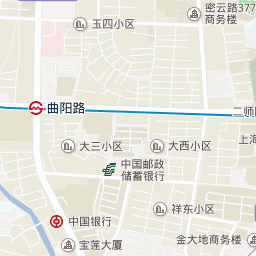 玉四小区
密云路377
商务楼
曲阳路
二师附
大三小区
大西小区
上海
中国邮政
储蓄银行
祥东小区
中国银行
宝莲大厦
金大地商务楼